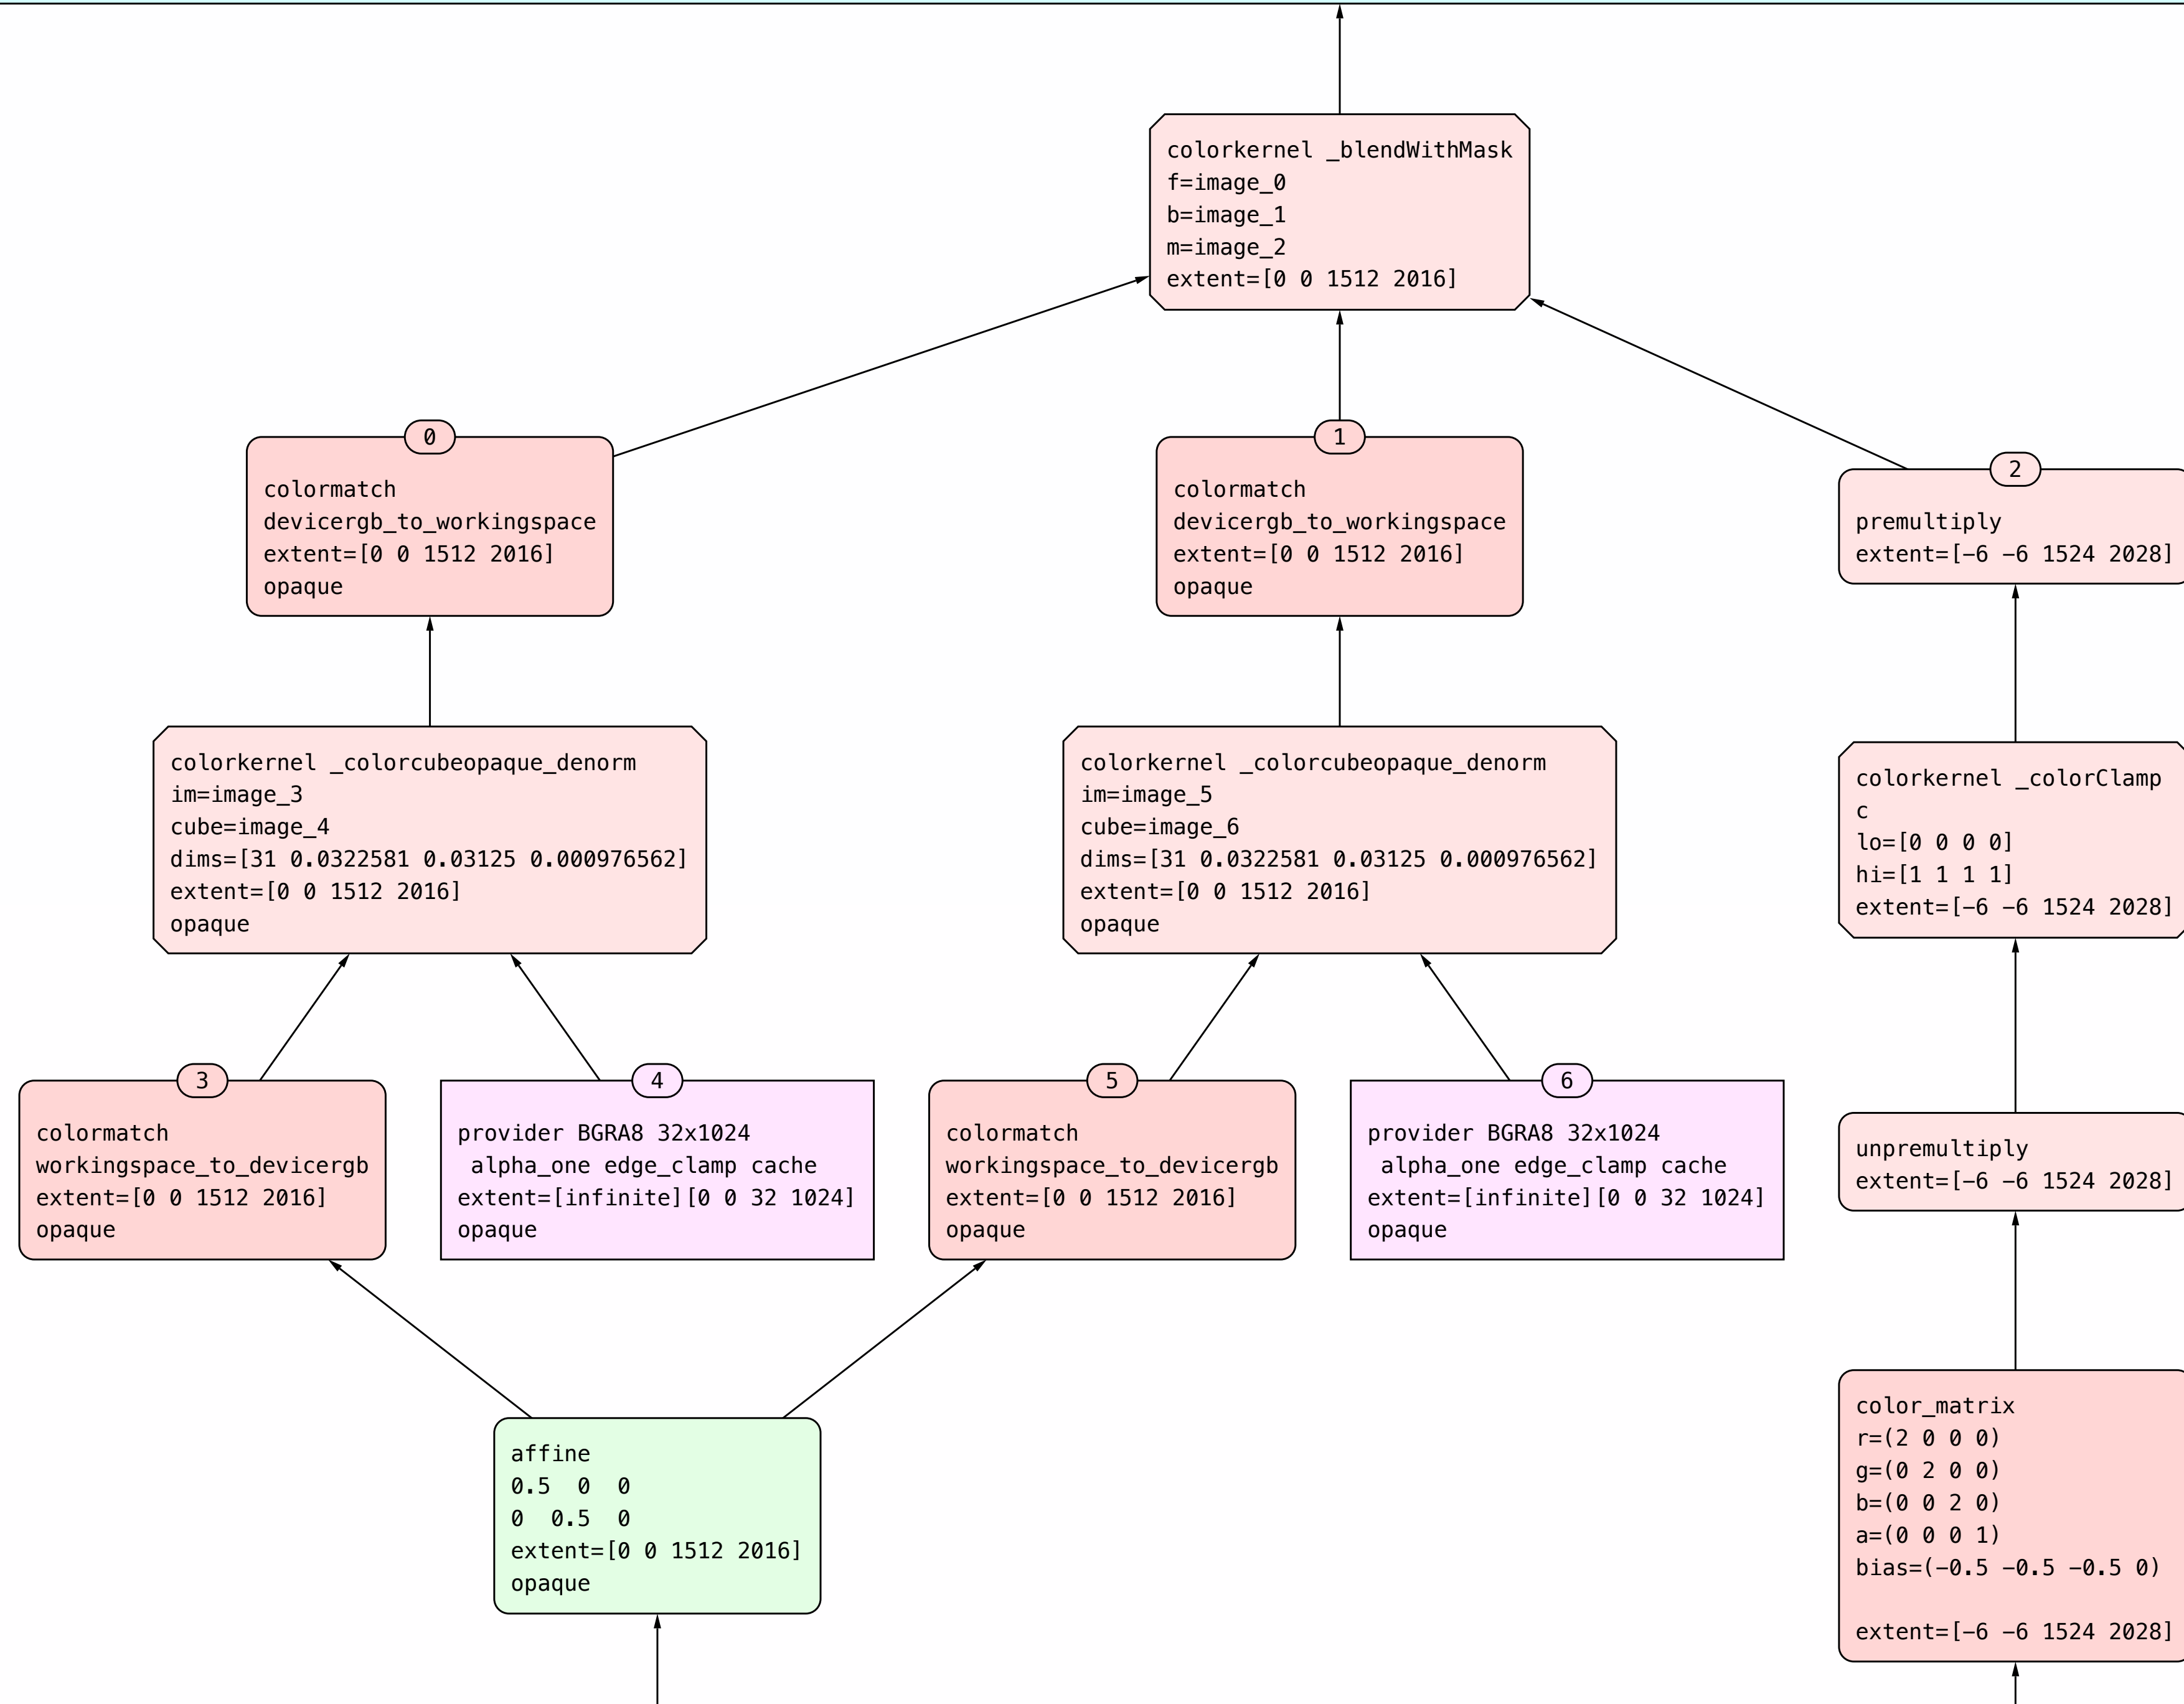 colorkernel _blendWithMask
f=image_0
b=image_1
m=image_2
extent=[0 0 1512 2016]
0
colormatch
devicergb_to_workingspace
extent=[0 0 1512 2016]
opaque
1
colormatch
devicergb_to_workingspace
extent=[0 0 1512 2016]
opaque
2
premultiply
extent=[−6 −6 1524 2028]
colorkernel _colorcubeopaque_denorm
im=image_3
cube=image_4
dims=[31 0.0322581 0.03125 0.000976562]
extent=[0 0 1512 2016]
opaque
colorkernel _colorcubeopaque_denorm
im=image_5
cube=image_6
dims=[31 0.0322581 0.03125 0.000976562]
extent=[0 0 1512 2016]
opaque
colorkernel _colorClamp
c
lo=[0 0 0 0]
hi=[1 1 1 1]
extent=[−6 −6 1524 2028]
3
colormatch
workingspace_to_devicergb
extent=[0 0 1512 2016]
opaque
4
provider BGRA8 32x1024
alpha_one edge_clamp cache
extent=[infinite][0 0 32 1024]
opaque
5
colormatch
workingspace_to_devicergb
extent=[0 0 1512 2016]
opaque
6
provider BGRA8 32x1024
alpha_one edge_clamp cache
extent=[infinite][0 0 32 1024]
opaque
unpremultiply
extent=[−6 −6 1524 2028]
affine
0.5 0 0
0 0.5 0
extent=[0 0 1512 2016]
opaque
color_matrix
r=(2 0 0 0)
g=(0 2 0 0)
b=(0 0 2 0)
a=(0 0 0 1)
bias=(−0.5 −0.5 −0.5 0)
extent=[−6 −6 1524 2028]